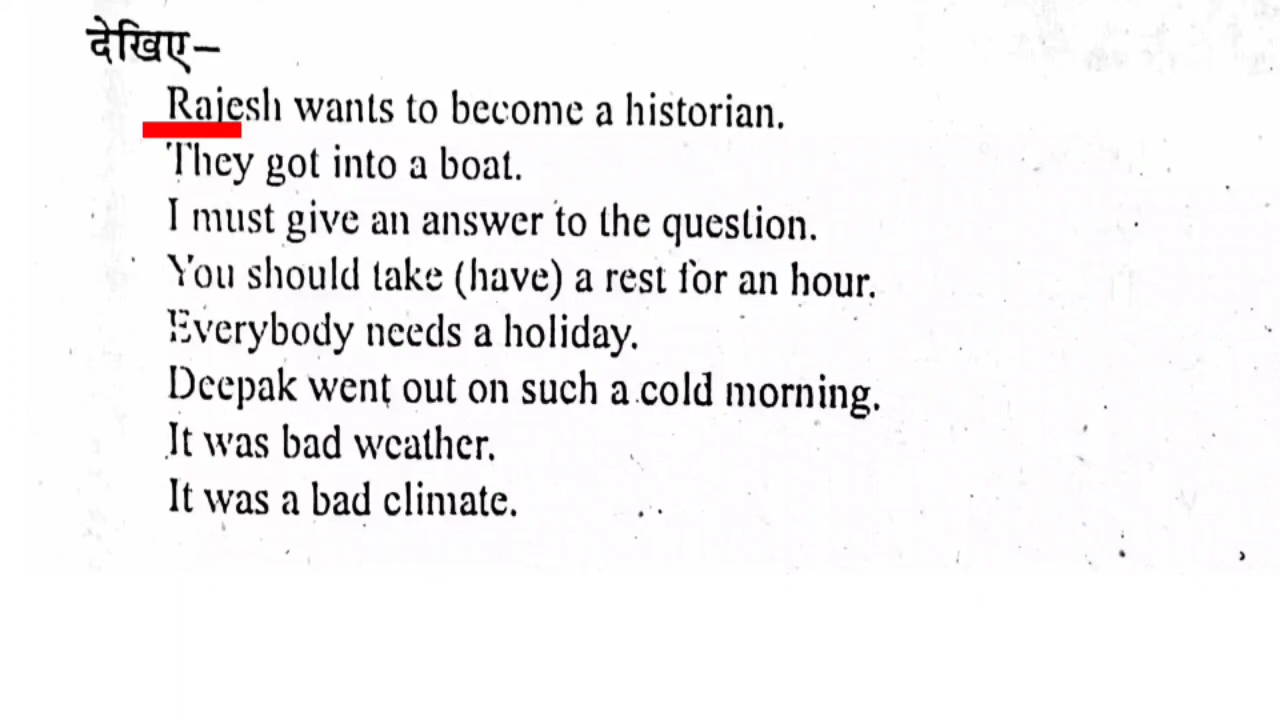 देखिए–
Rajesh wants to become a historian.
They got into a boat.
I must give an answer to the question.
You should take (have) a rest for an hour.
Everybody needs a holiday.
Deepak went out on such a cold morning.
It was bad weather.
It was a bad climate.